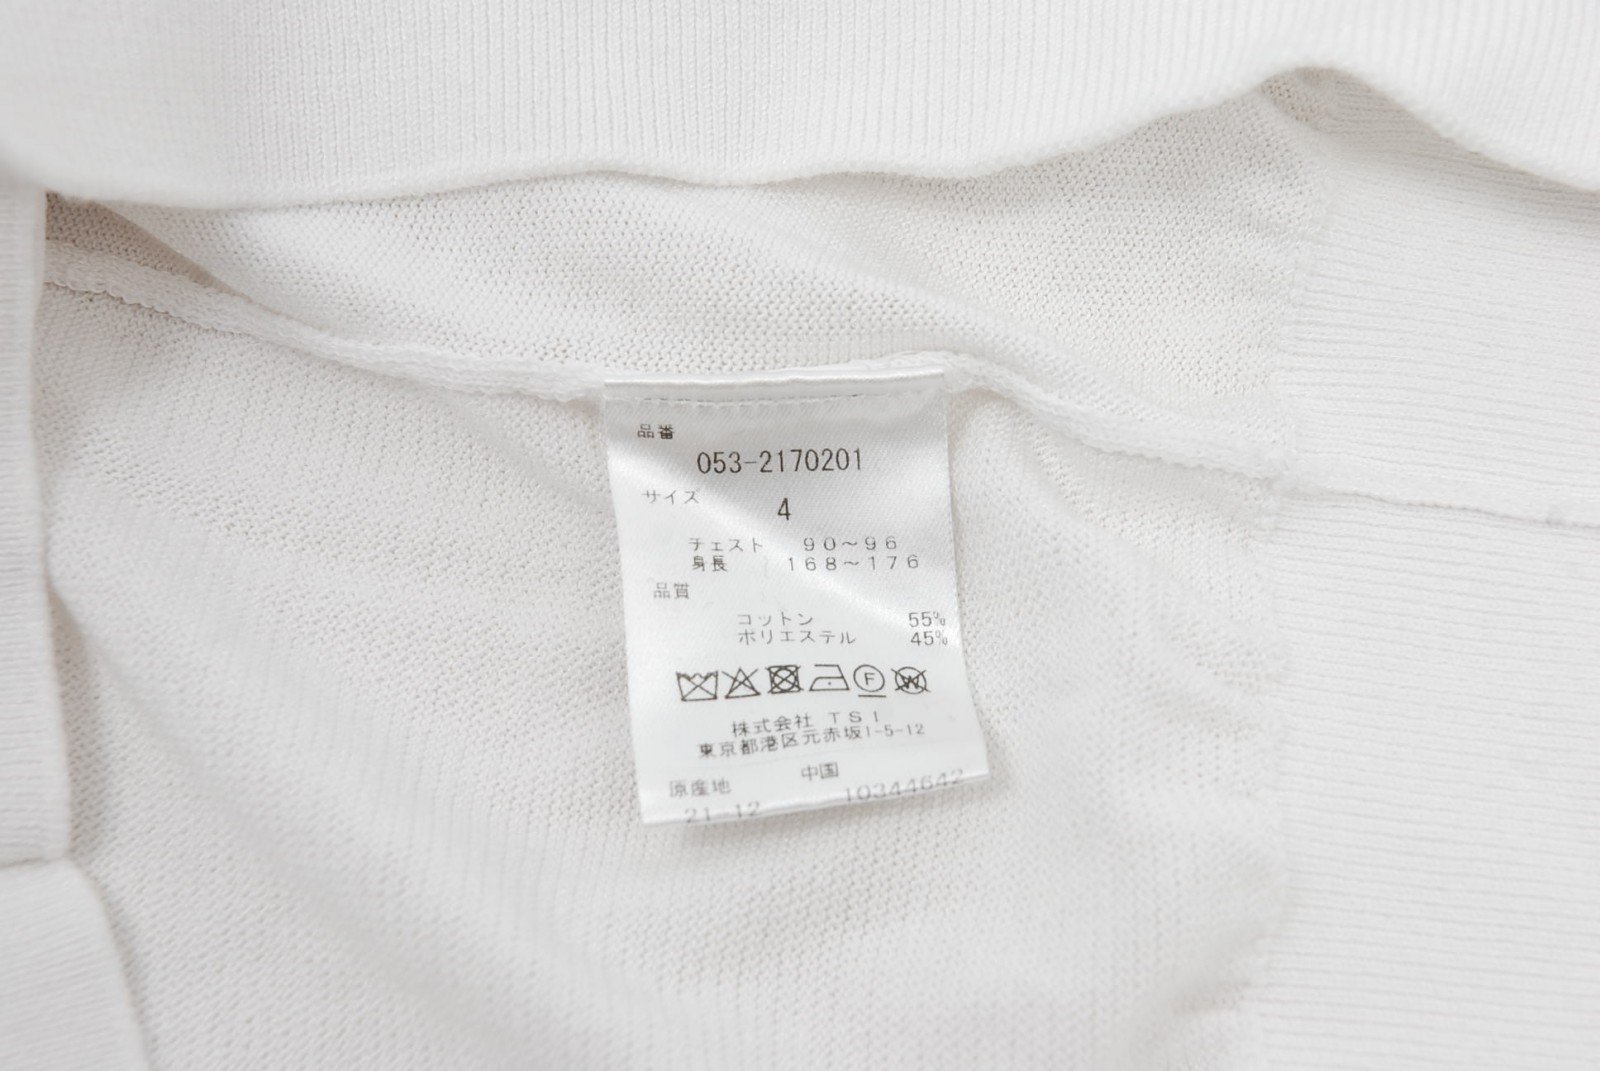 品番
053-2170201
サイズ
4
チェスト 90～96
身長 168～176
品質
コットン 55%
ポリエステル 45%
F W
株式会社 TSI
東京都港区元赤坂1-5-12
原産地 中国
21-12 10344642